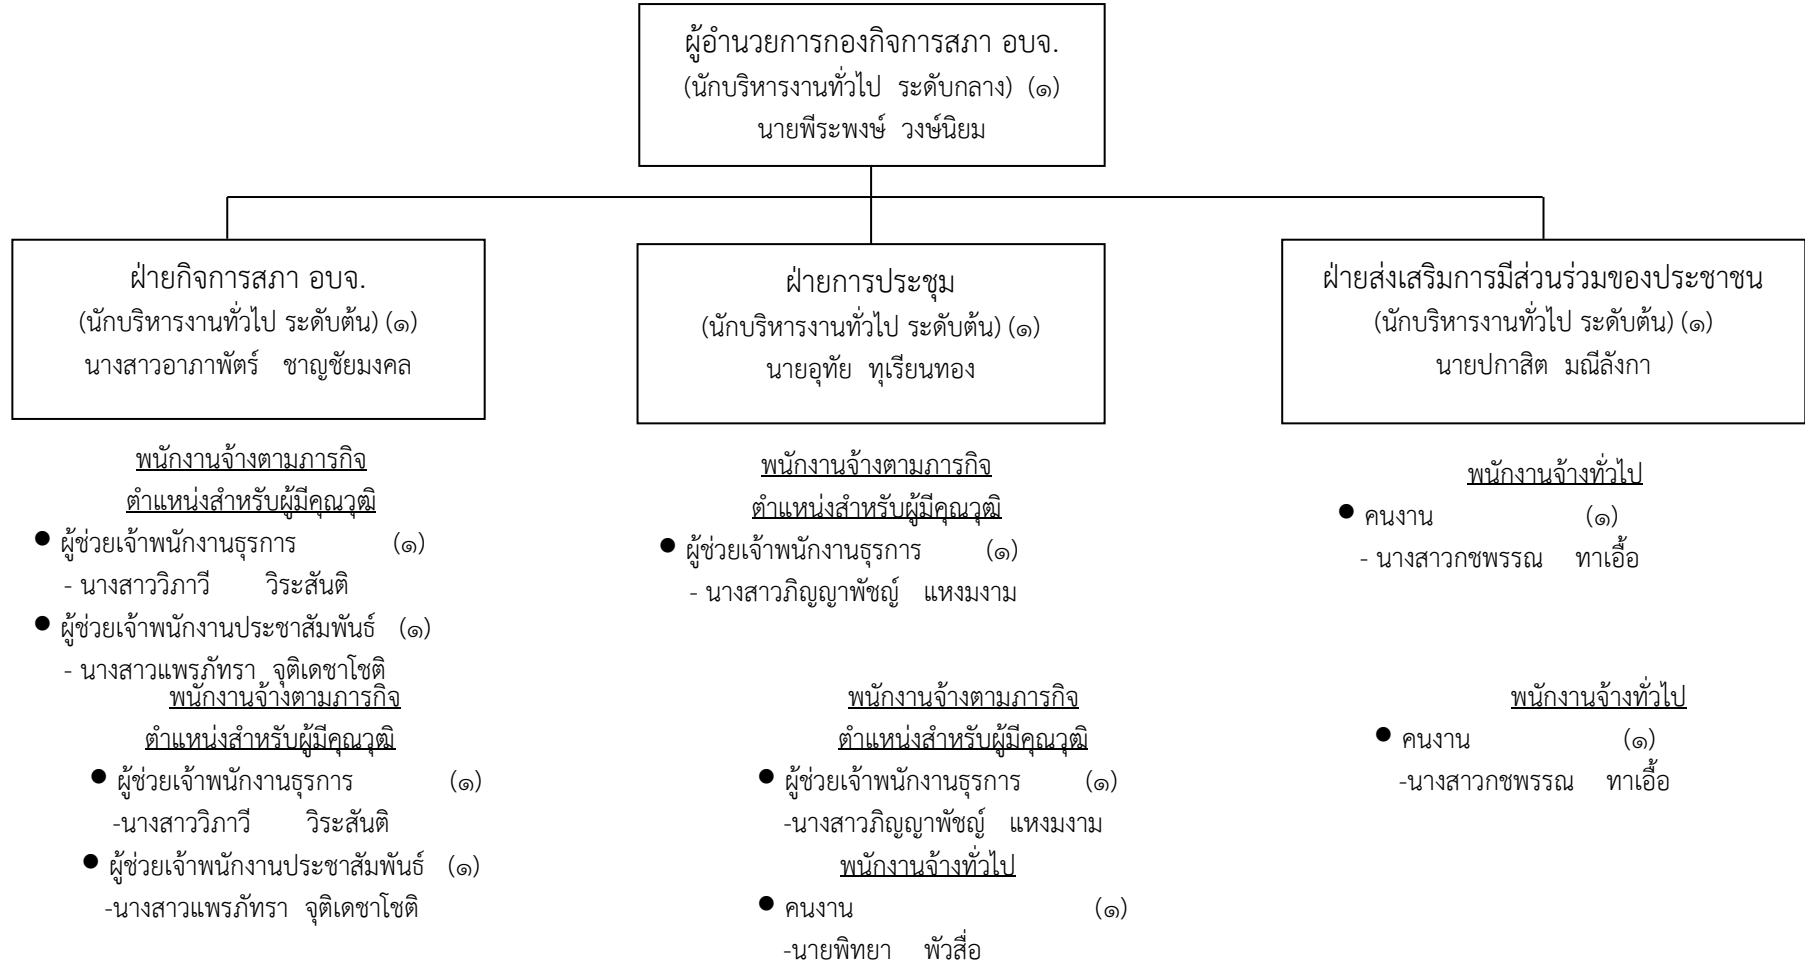 ผู้อำนวยการกองกิจการสภา อบจ.
(นักบริหารงานทั่วไป ระดับกลาง) (๑)
นายพีระพงษ์ วงษ์นิยม
ฝ่ายกิจการสภา อบจ.
(นักบริหารงานทั่วไป ระดับต้น) (๑)
นางสาวอาภาพัตร์ ชาญชัยมงคล
ฝ่ายการประชุม
(นักบริหารงานทั่วไป ระดับต้น) (๑)
นายอุทัย ทุเรียนทอง
ฝ่ายส่งเสริมการมีส่วนร่วมของประชาชน
(นักบริหารงานทั่วไป ระดับต้น) (๑)
นายปกาสิต มณีลังกา
พนักงานจ้างตามภารกิจ
ตำแหน่งสำหรับผู้มีคุณวุฒิ
● ผู้ช่วยเจ้าพนักงานธุรการ (๑)
- นางสาววิภาวี วิระสันติ
● ผู้ช่วยเจ้าพนักงานประชาสัมพันธ์ (๑)
- นางสาวแพรภัทรา จุติเดชาโชติ
พนักงานจ้างตามภารกิจ
ตำแหน่งสำหรับผู้มีคุณวุฒิ
● ผู้ช่วยเจ้าพนักงานธุรการ (๑)
-นางสาววิภาวี วิระสันติ
● ผู้ช่วยเจ้าพนักงานประชาสัมพันธ์ (๑)
-นางสาวแพรภัทรา จุติเดชาโชติ
พนักงานจ้างตามภารกิจ
ตำแหน่งสำหรับผู้มีคุณวุฒิ
● ผู้ช่วยเจ้าพนักงานธุรการ (๑)
- นางสาวภิญญาพัชญ์ แหงมงาม
พนักงานจ้างตามภารกิจ
ตำแหน่งสำหรับผู้มีคุณวุฒิ
● ผู้ช่วยเจ้าพนักงานธุรการ (๑)
-นางสาวภิญญาพัชญ์ แหงมงาม
พนักงานจ้างทั่วไป
● คนงาน (๑)
-นายพิทยา พัวสื่อ
พนักงานจ้างทั่วไป
● คนงาน (๑)
- นางสาวกชพรรณ ทาเอื้อ
พนักงานจ้างทั่วไป
● คนงาน (๑)
-นางสาวกชพรรณ ทาเอื้อ